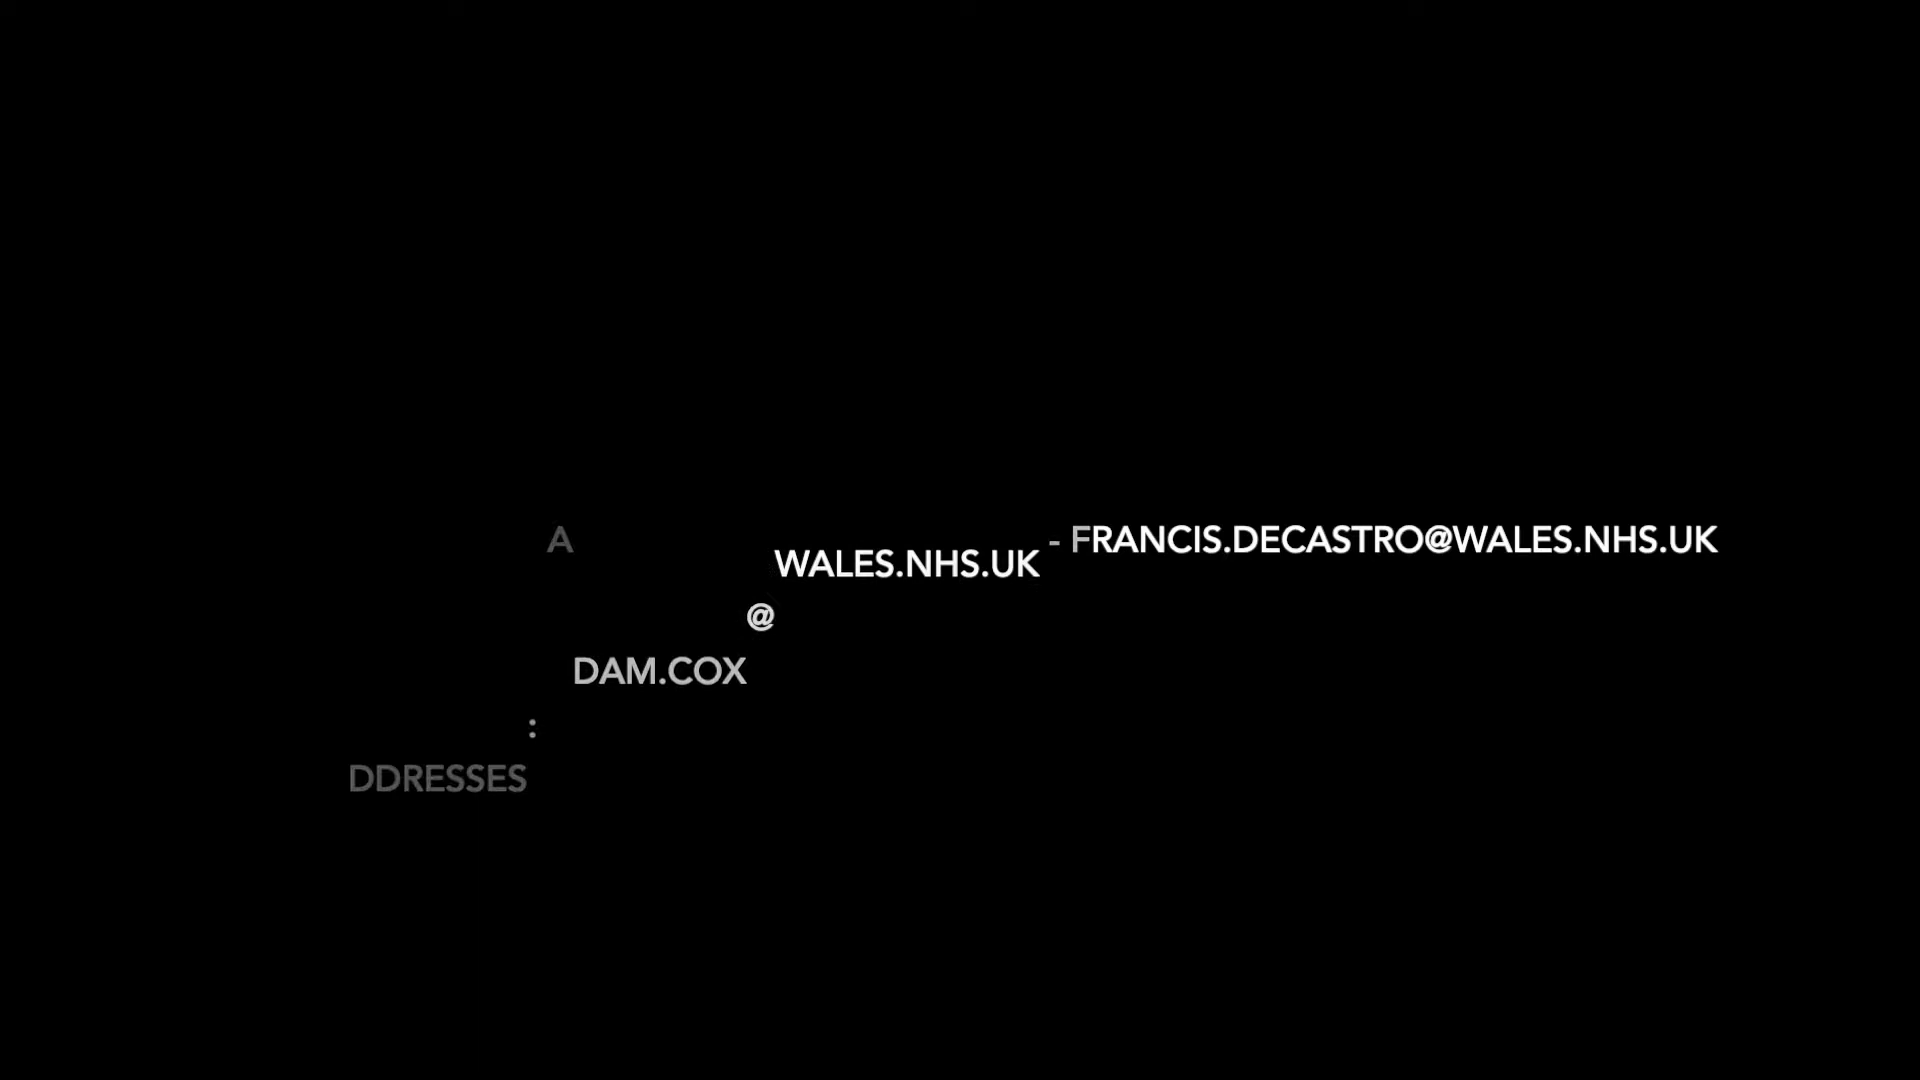 A
WALES.NHS.UK - FRANCIS.DECASTRO@WALES.NHS.UK
@
DAM.COX
:
DDRESSES